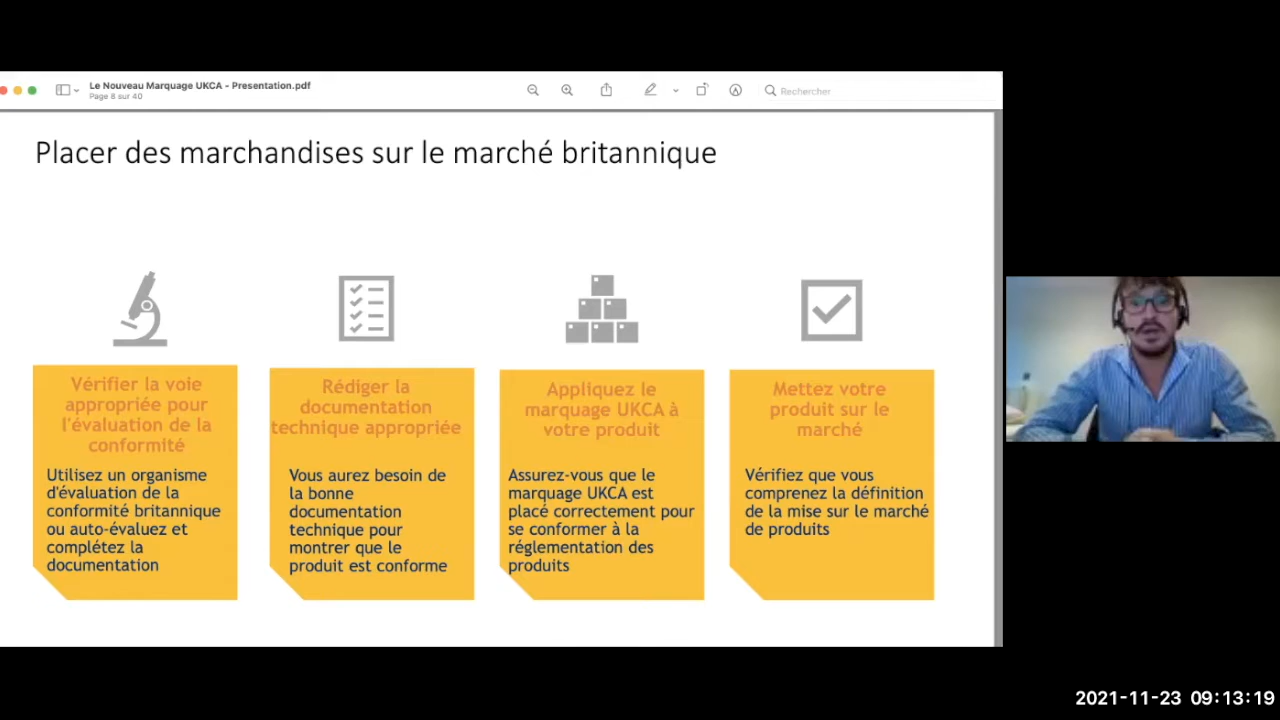 Le Nouveau Marquage UKCA - Presentation.pdf
Page 8 sur 40
Rechercher
Placer des marchandises sur le marché britannique
Vérifier la voie
appropriée pour
l'évaluation de la
conformité
Utilisez un organisme
d'évaluation de la
conformité britannique
ou auto-évaluez et
complétez la
documentation
Rédiger la
documentation
technique appropriée
Vous aurez besoin de
la bonne
documentation
technique pour
montrer que le
produit est conforme
Appliquez le
marquage UKCA à
votre produit
Assurez-vous que le
marquage UKCA est
placé correctement pour
se conformer à la
réglementation des
produits
Mettez votre
produit sur le
marché
Vérifiez que vous
comprenez la définition
de la mise sur le marché
de produits
2021-11-23 09:13:19